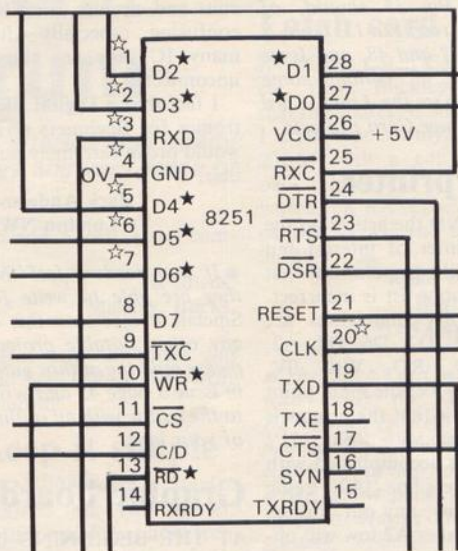 ☆1 D2★ ★D1 28
☆2 D3★ ★D0 27
☆3 RXD VCC 26 +5V
☆4 0V GND RXC 25
☆5 D4★ DTR 24
8251
☆6 D5★ RTS 23
☆7 D6★ DSR 22
8 D7 RESET 21
9 TXC CLK 20☆
10 WR★ TXD 19
11 CS TXE 18
12 C/D CTS 17
13 RD★ SYN 16
14 RXRDY TXRDY 15